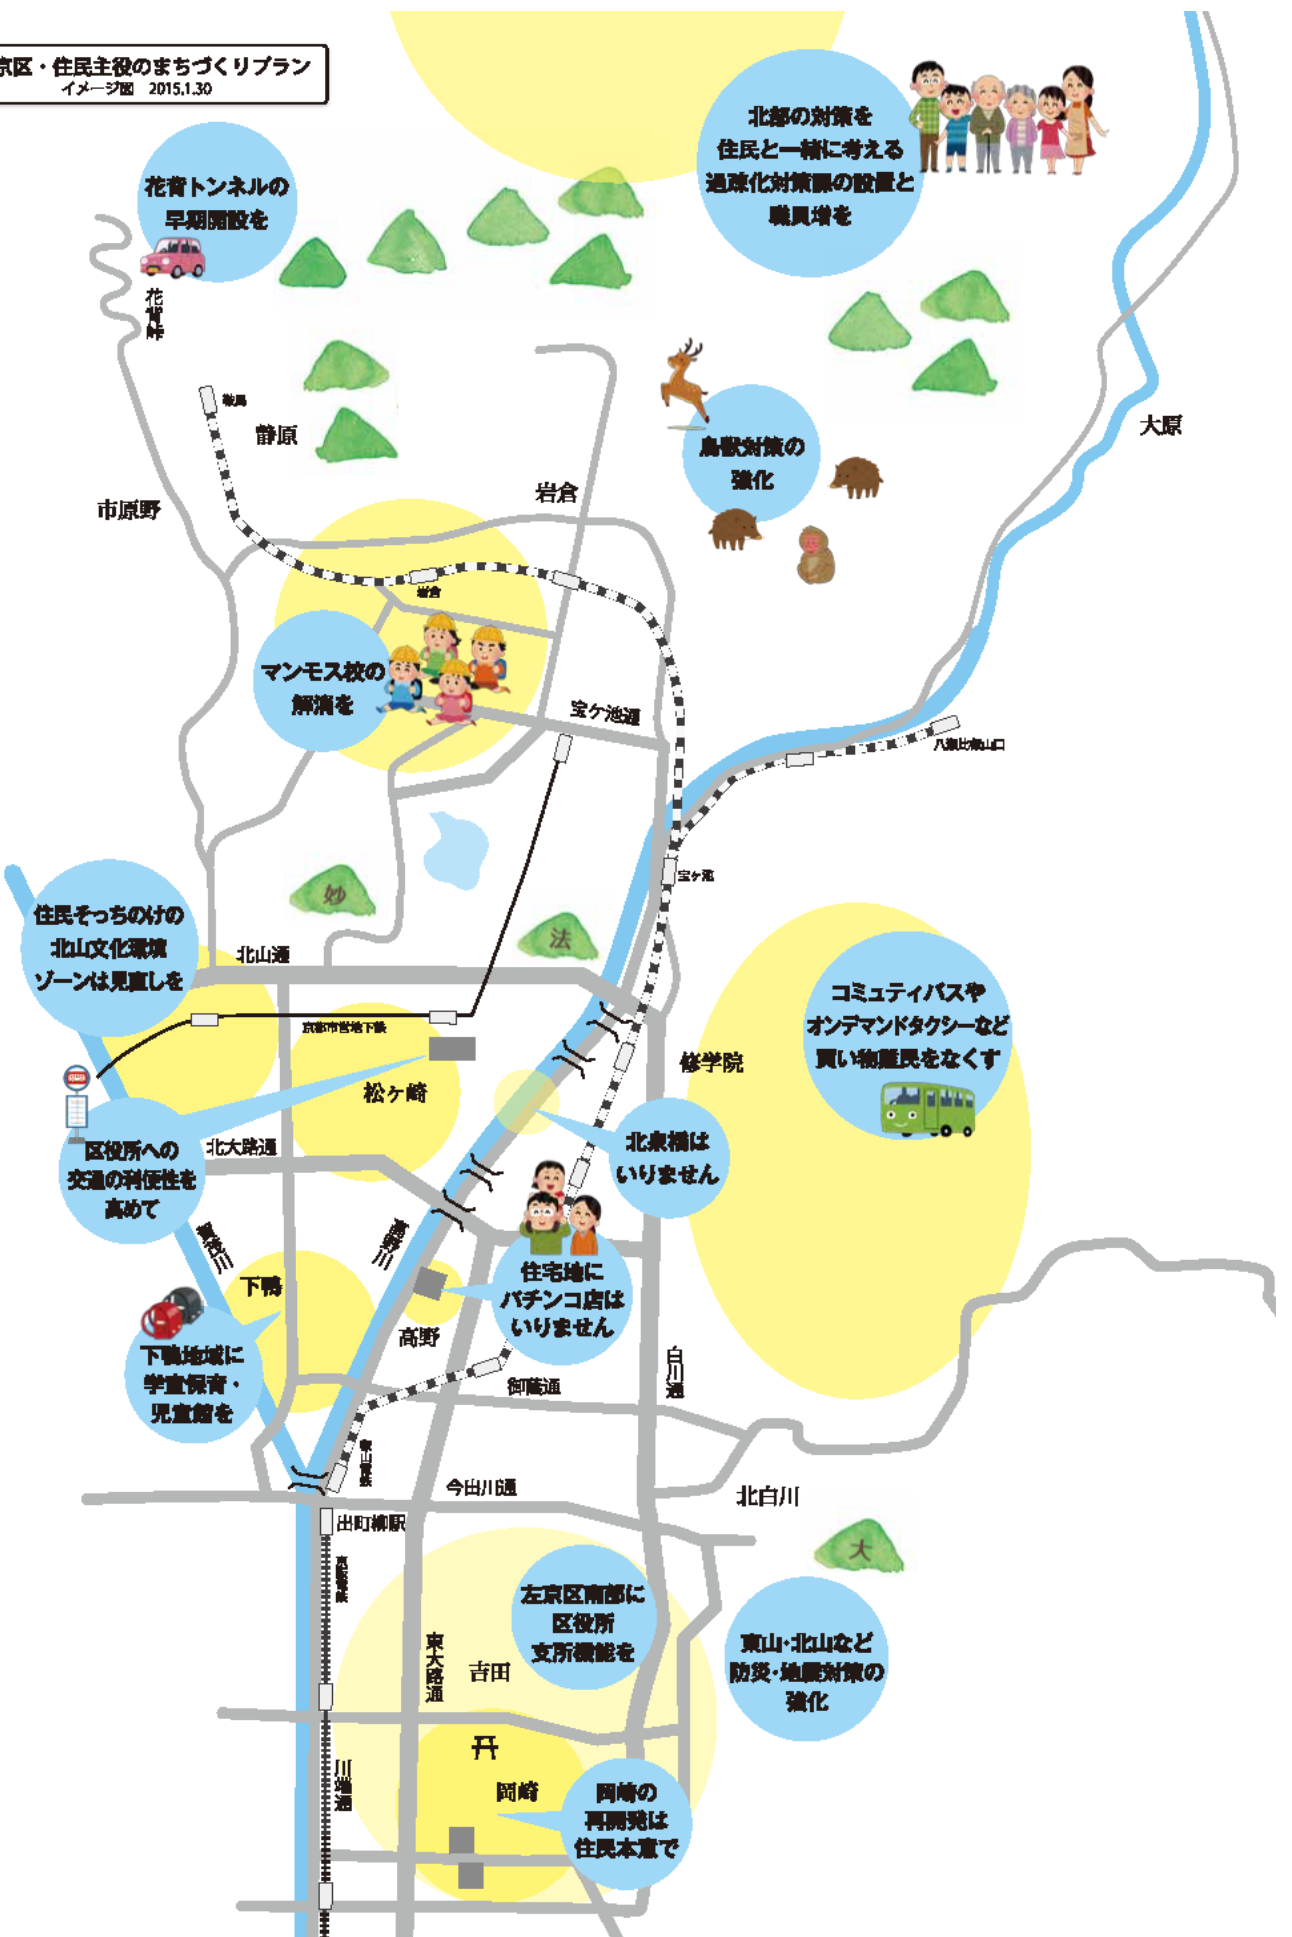 京区・住民主役のまちづくりプラン
イメージ図 2015.1.30
北部の対策を
住民と一緒に考える
過疎化対策課の設置と
職員増を
花背トンネルの
早期開設を
花背峠
鞍馬
静原
大原
鳥獣対策の
強化
市原野
岩倉
岩倉
マンモス校の
解消を
宝ケ池通
八瀬比叡山口
宝ヶ池
妙
法
住民そっちのけの
北山文化環境
ゾーンは見直しを
北山通
京都市営地下鉄
コミュティバスや
オンデマンドタクシーなど
買い物難民をなくす
修学院
松ヶ崎
北大路通
区役所への
交通の利便性を
高めて
北泉橋は
いりません
賀茂川
高野川
下鴨
住宅地に
パチンコ店は
いりません
高野
下鴨地域に
学童保育・
児童館を
白川通
御蔭通
叡山電鉄
今出川通
北白川
出町柳駅
京阪電鉄
大
左京区南部に
区役所
支所機能を
東大路通
吉田
東山・北山など
防災・地震対策の
強化
川端通
岡崎
岡崎の
再開発は
住民本意で